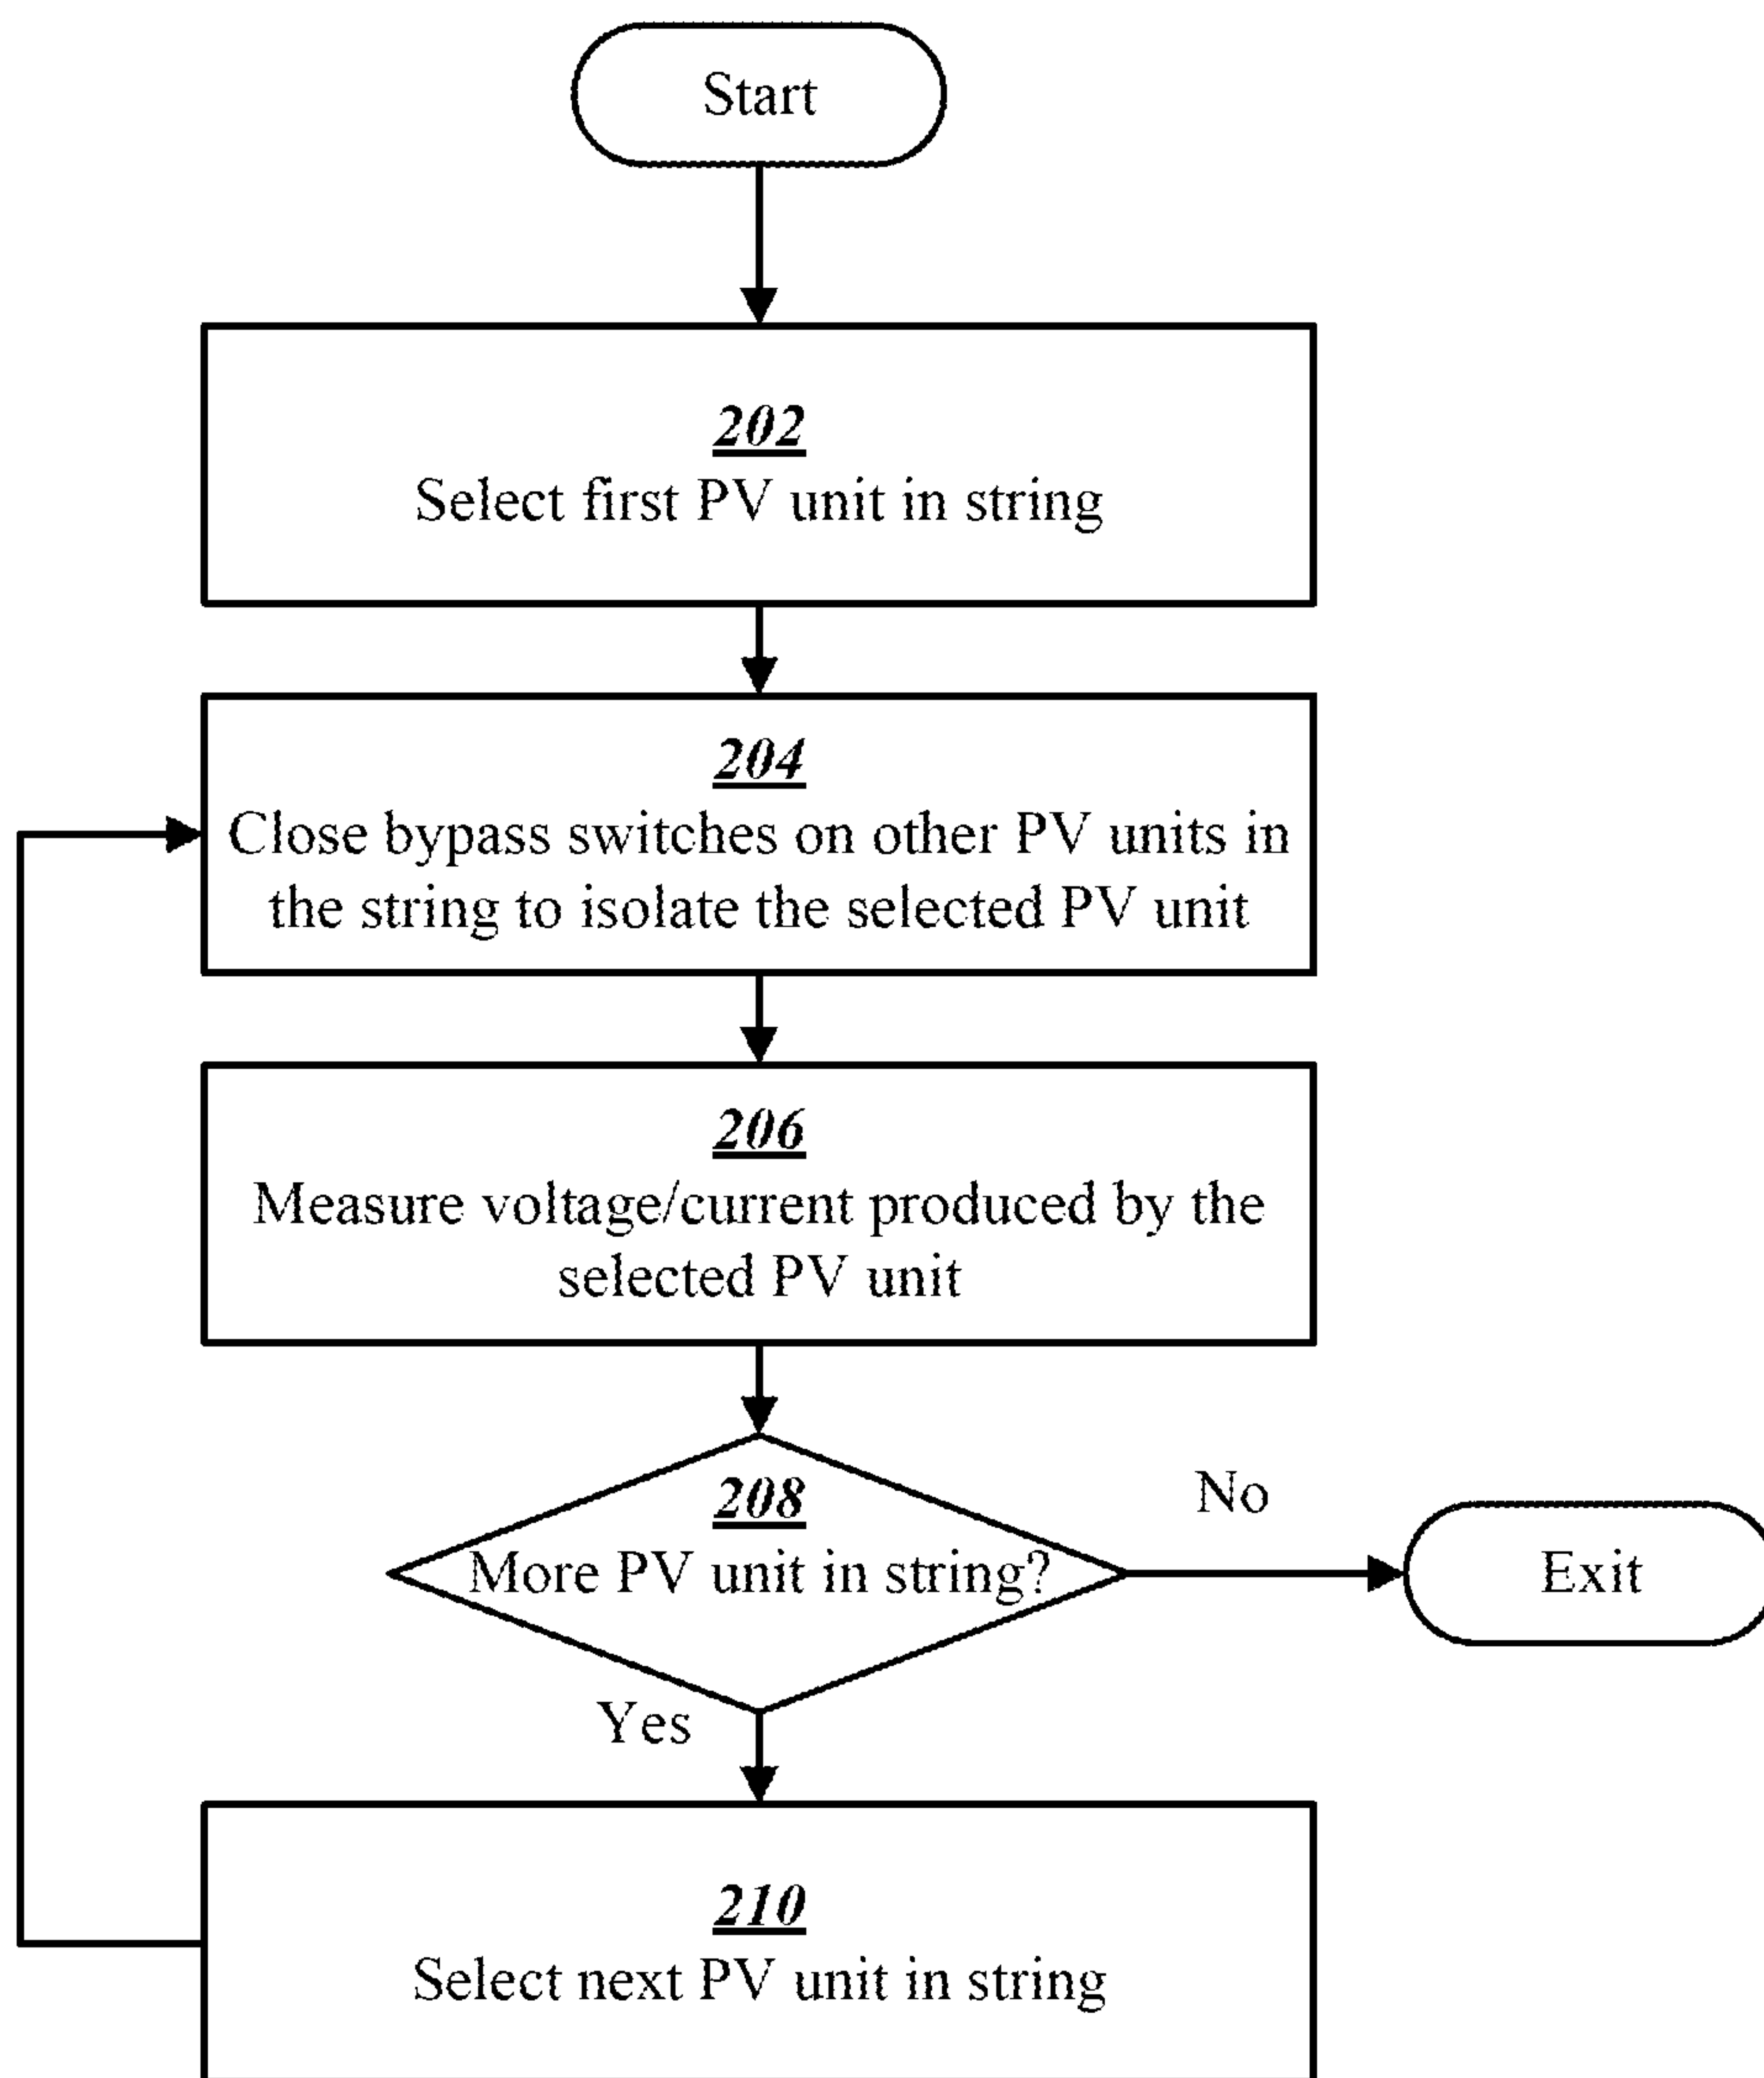 Start
202
Select first PV unit in string
204
Close bypass switches on other PV units in
the string to isolate the selected PV unit
206
Measure voltage/current produced by the
selected PV unit
208
More PV unit in string?
No
Exit
Yes
210
Select next PV unit in string